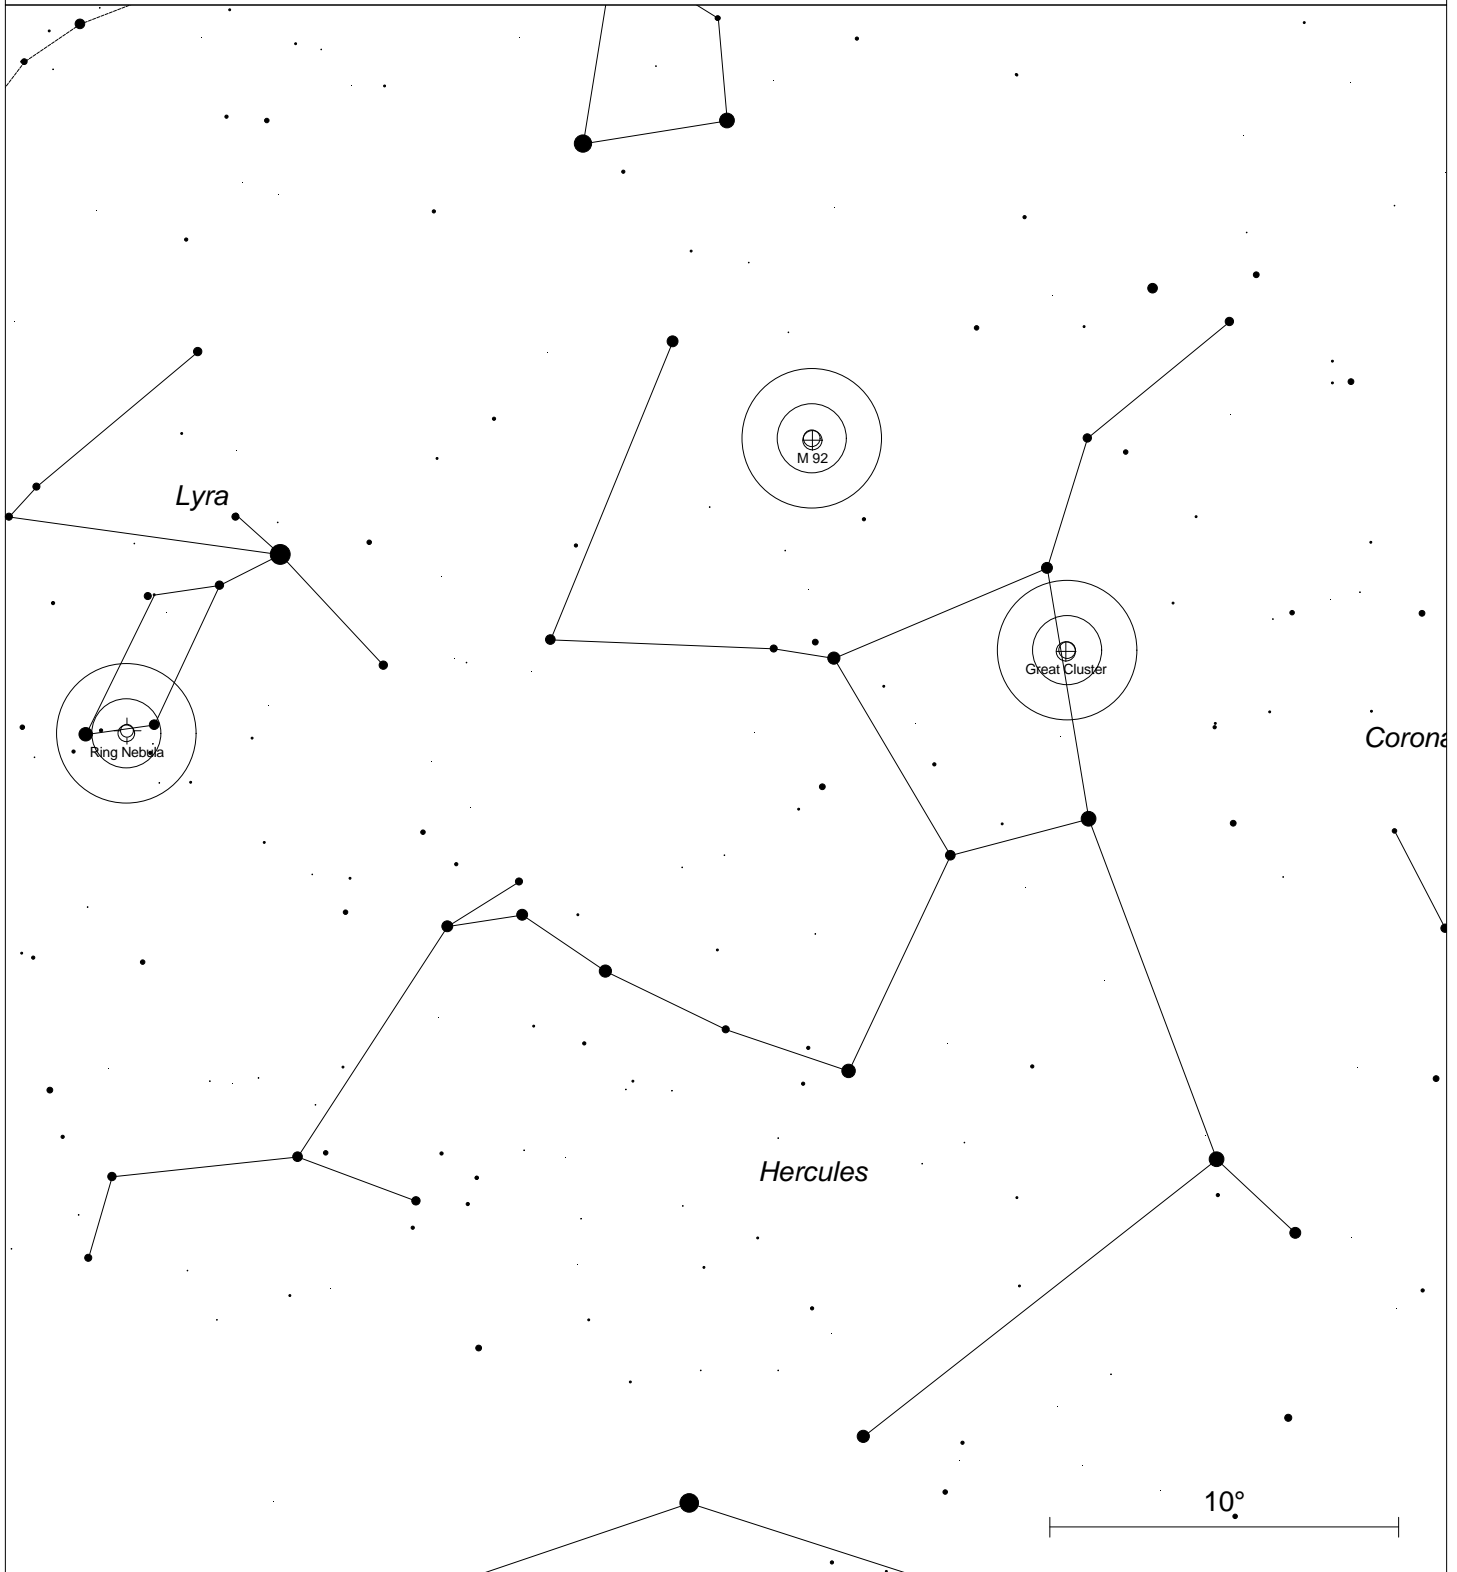 M 92
Lyra
Great Cluster
Corona
Ring Nebula
Hercules
10°